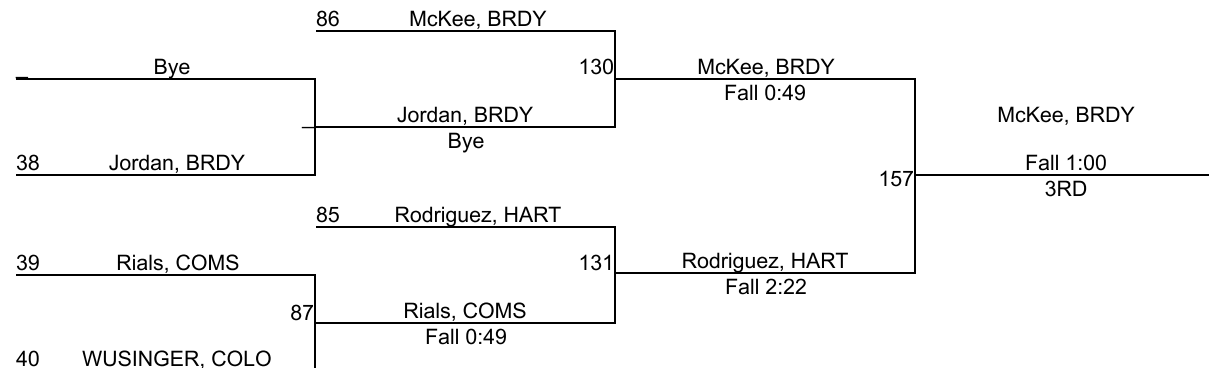 86 McKee, BRDY
_ Bye
130 McKee, BRDY
Fall 0:49
Jordan, BRDY
_ Bye
38 Jordan, BRDY
McKee, BRDY
Fall 1:00
157 3RD
85 Rodriguez, HART
39 Rials, COMS
131 Rodriguez, HART
Fall 2:22
87 Rials, COMS
Fall 0:49
40 WUSINGER, COLO